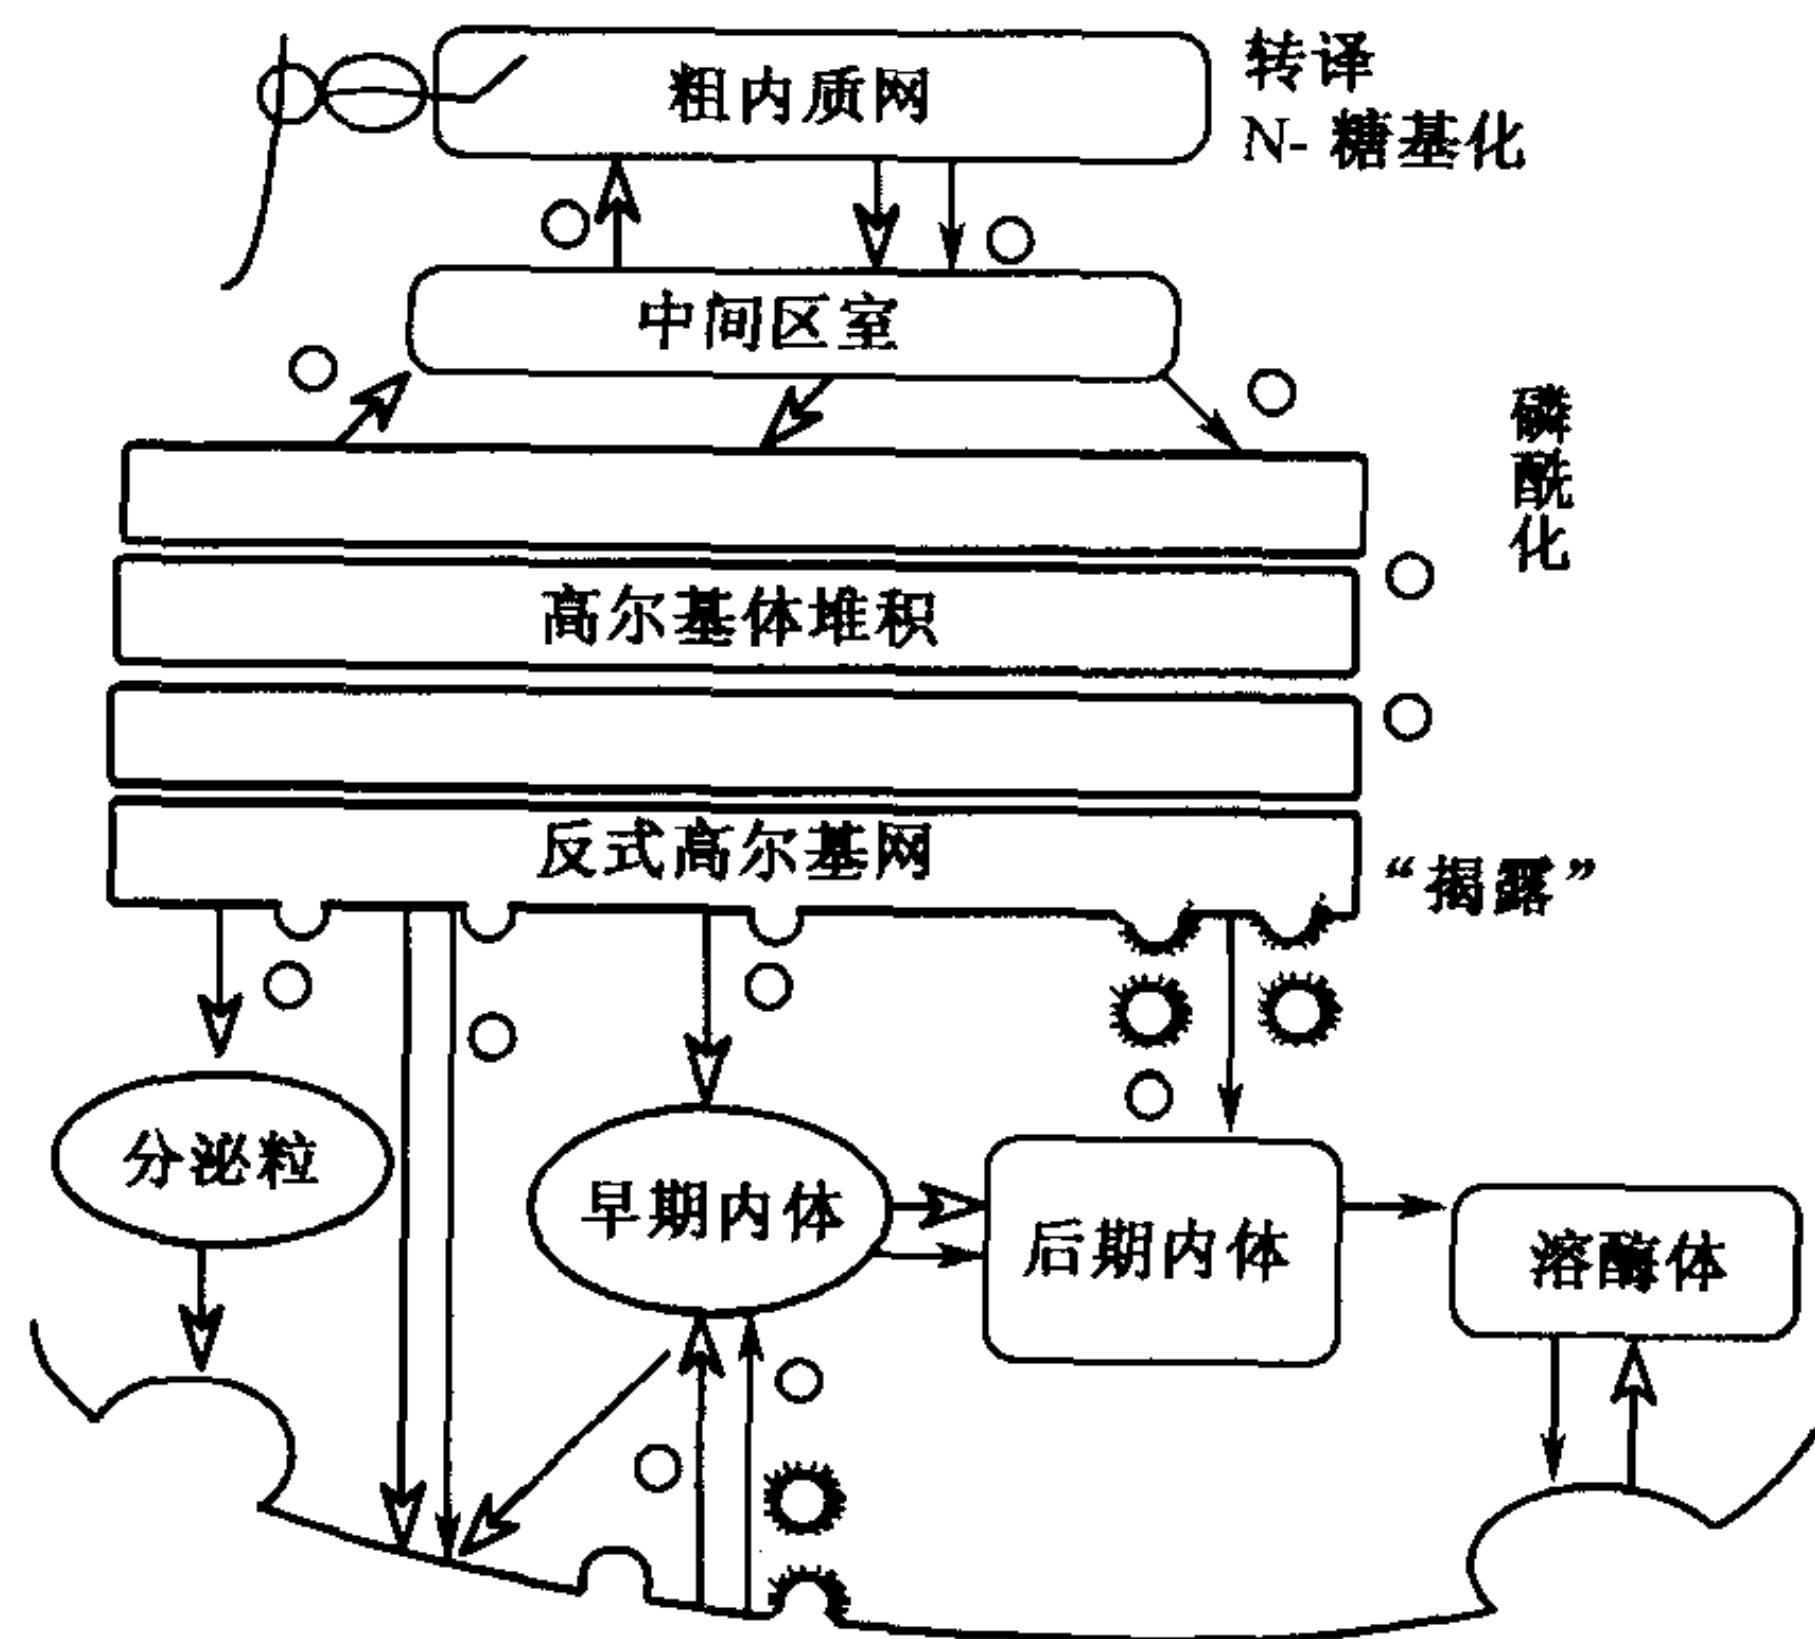 粗内质网
转译
N- 糖基化
中间区室
磷酰化
高尔基体堆积
反式高尔基网
“揭露”
分泌粒
早期内体
后期内体
溶酶体